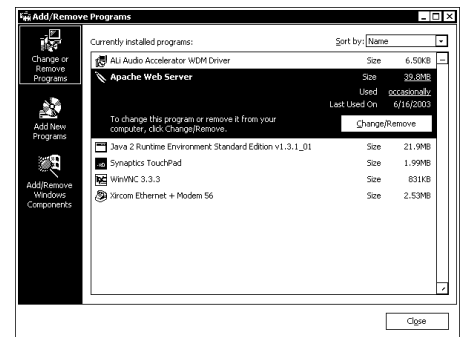 Add/Remove Programs
Change or
Remove
Programs
Add New
Programs
Add/Remove
Windows
Components
Currently installed programs:
Sort by: Name
ALi Audio Accelerator WDM Driver Size 6.50KB
Apache Web Server Size 39.8MB
Used occasionally
Last Used On 6/16/2003
To change this program or remove it from your
computer, click Change/Remove.
Change/Remove
Java 2 Runtime Environment Standard Edition v1.3.1_01 Size 21.9MB
Synaptics TouchPad Size 1.99MB
WinVNC 3.3.3 Size 831KB
Xircom Ethernet + Modem 56 Size 2.53MB
Close